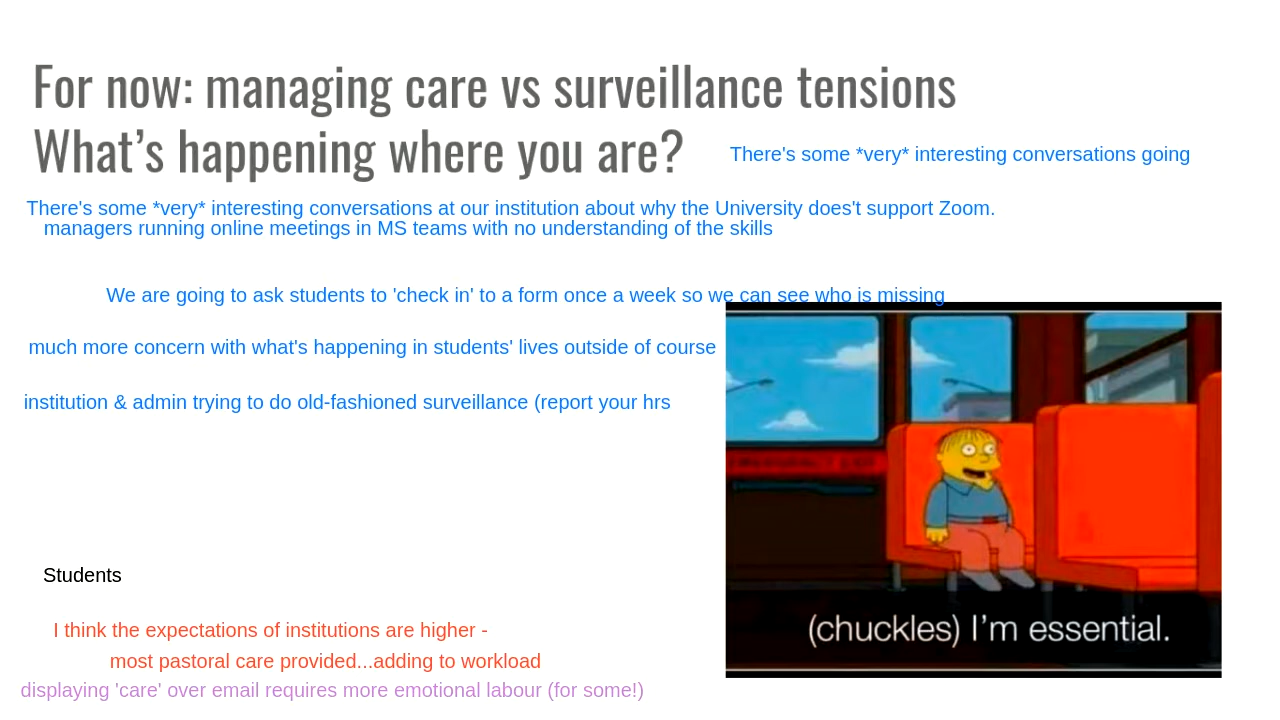 For now: managing care vs surveillance tensions
What’s happening where you are?
There's some *very* interesting conversations going
There's some *very* interesting conversations at our institution about why the University does't support Zoom.
managers running online meetings in MS teams with no understanding of the skills
We are going to ask students to 'check in' to a form once a week so we can see who is missing
much more concern with what's happening in students' lives outside of course
institution & admin trying to do old-fashioned surveillance (report your hrs
(chuckles) I’m essential.
Students
I think the expectations of institutions are higher -
most pastoral care provided...adding to workload
displaying 'care' over email requires more emotional labour (for some!)